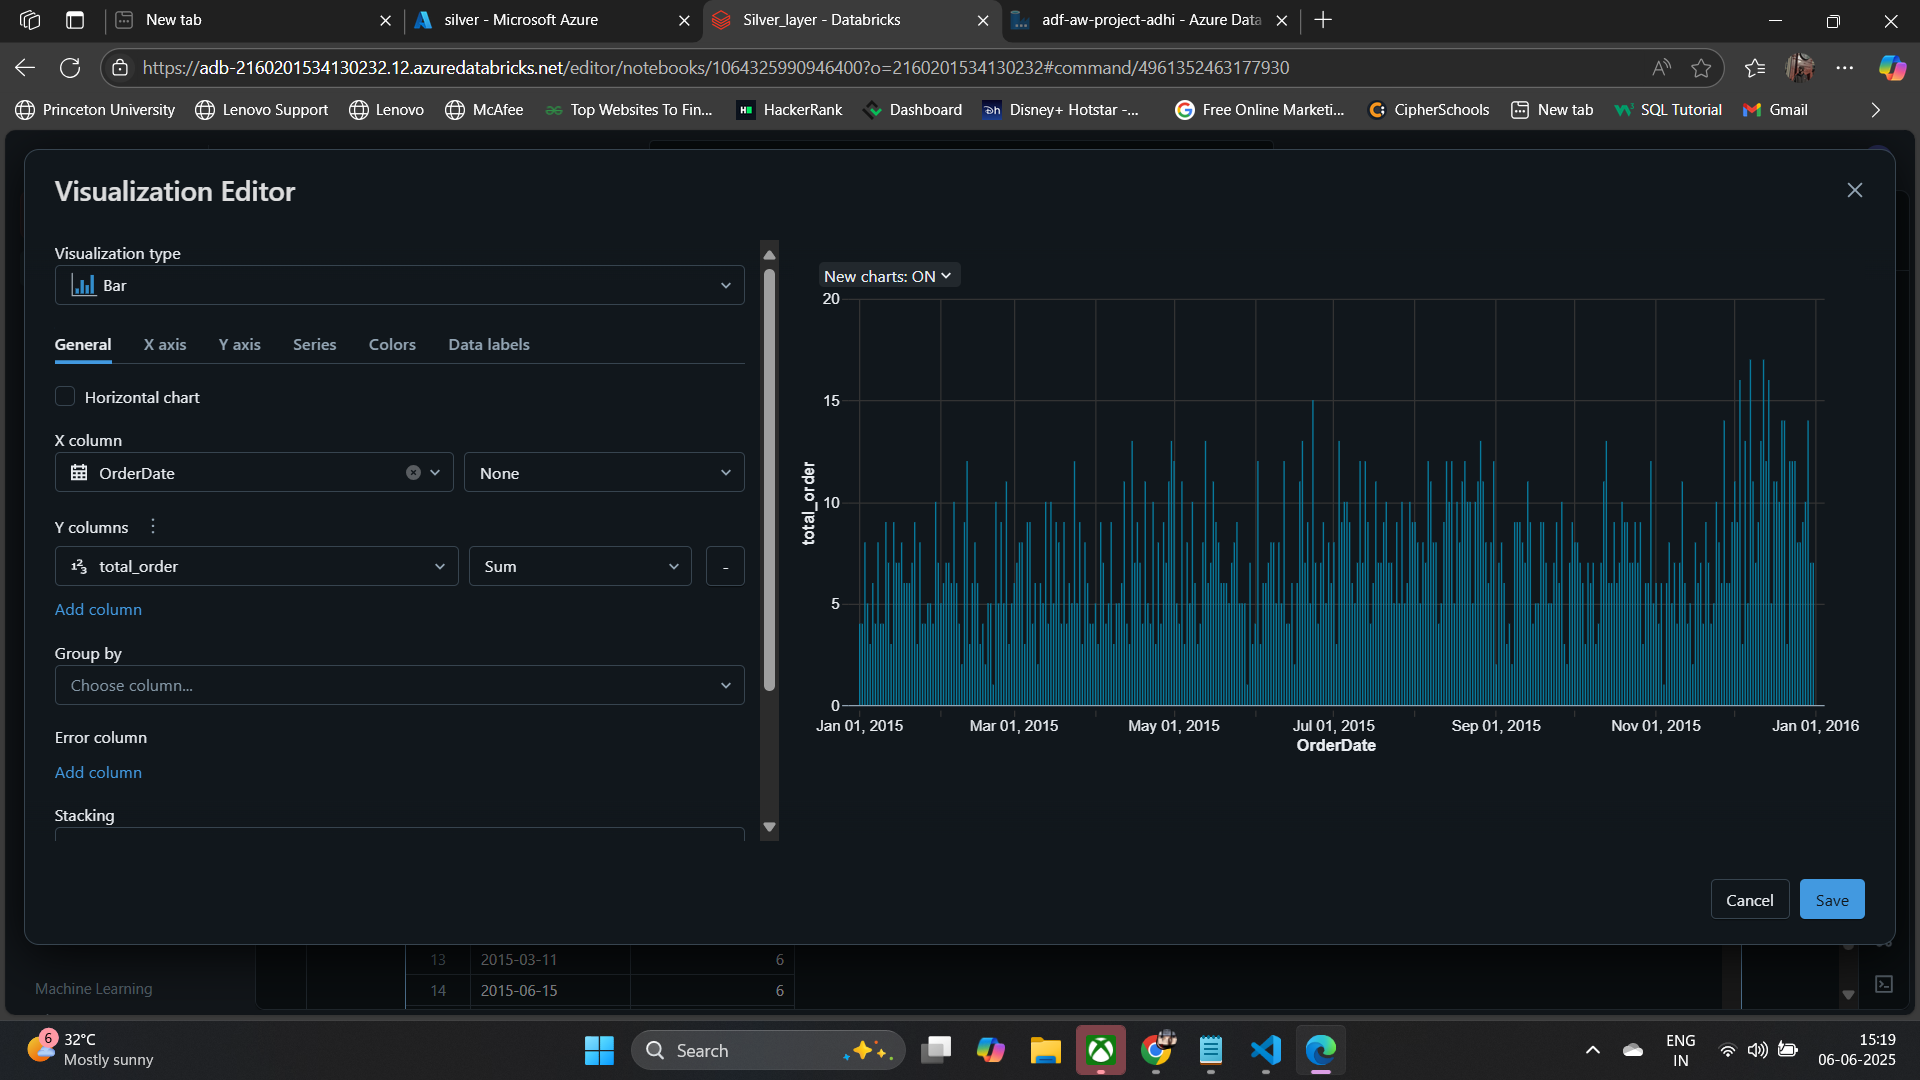 New tab
silver - Microsoft Azure
Silver_layer - Databricks
adf-aw-project-adhi - Azure Data
https://adb-2160201534130232.12.azuredatabricks.net/editor/notebooks/1064325990946400?o=2160201534130232#command/4961352463177930
Princeton University
Lenovo Support
Lenovo
McAfee
Top Websites To Fin...
HackerRank
Dashboard
Disney+ Hotstar -...
Free Online Marketi...
CipherSchools
New tab
SQL Tutorial
Gmail
Visualization Editor
Visualization type
Bar
General
X axis
Y axis
Series
Colors
Data labels
Horizontal chart
X column
OrderDate
None
Y columns
total_order
Sum
-
Add column
Group by
Choose column...
Error column
Add column
Stacking
New charts: ON
20
15
10
5
0
total_order
Jan 01, 2015
Mar 01, 2015
May 01, 2015
Jul 01, 2015
Sep 01, 2015
Nov 01, 2015
Jan 01, 2016
OrderDate
Cancel
Save
13 2015-03-11 6
14 2015-06-15 6
Machine Learning
6
32°C
Mostly sunny
Search
ENG
IN
15:19
06-06-2025